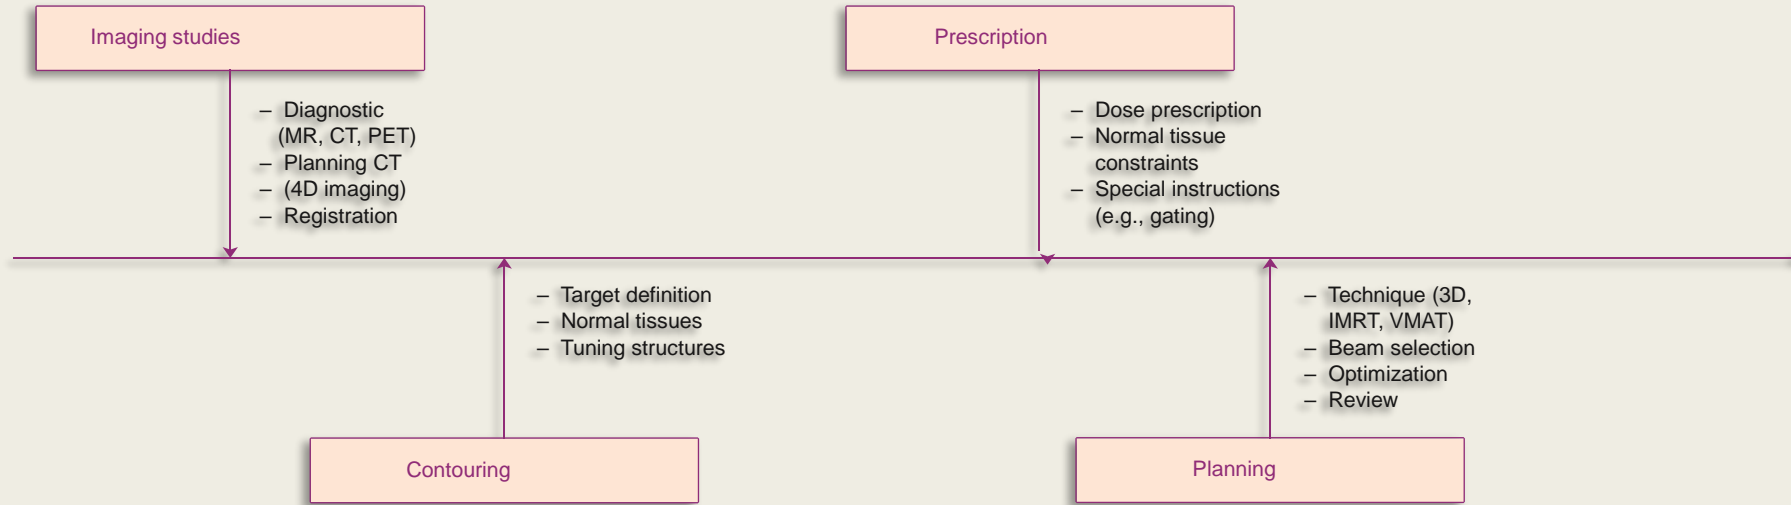 Imaging studies
– Diagnostic
(MR, CT, PET)
– Planning CT
– (4D imaging)
– Registration
Prescription
– Dose prescription
– Normal tissue
constraints
– Special instructions
(e.g., gating)
– Target definition
– Normal tissues
– Tuning structures
Contouring
– Technique (3D,
IMRT, VMAT)
– Beam selection
– Optimization
– Review
Planning